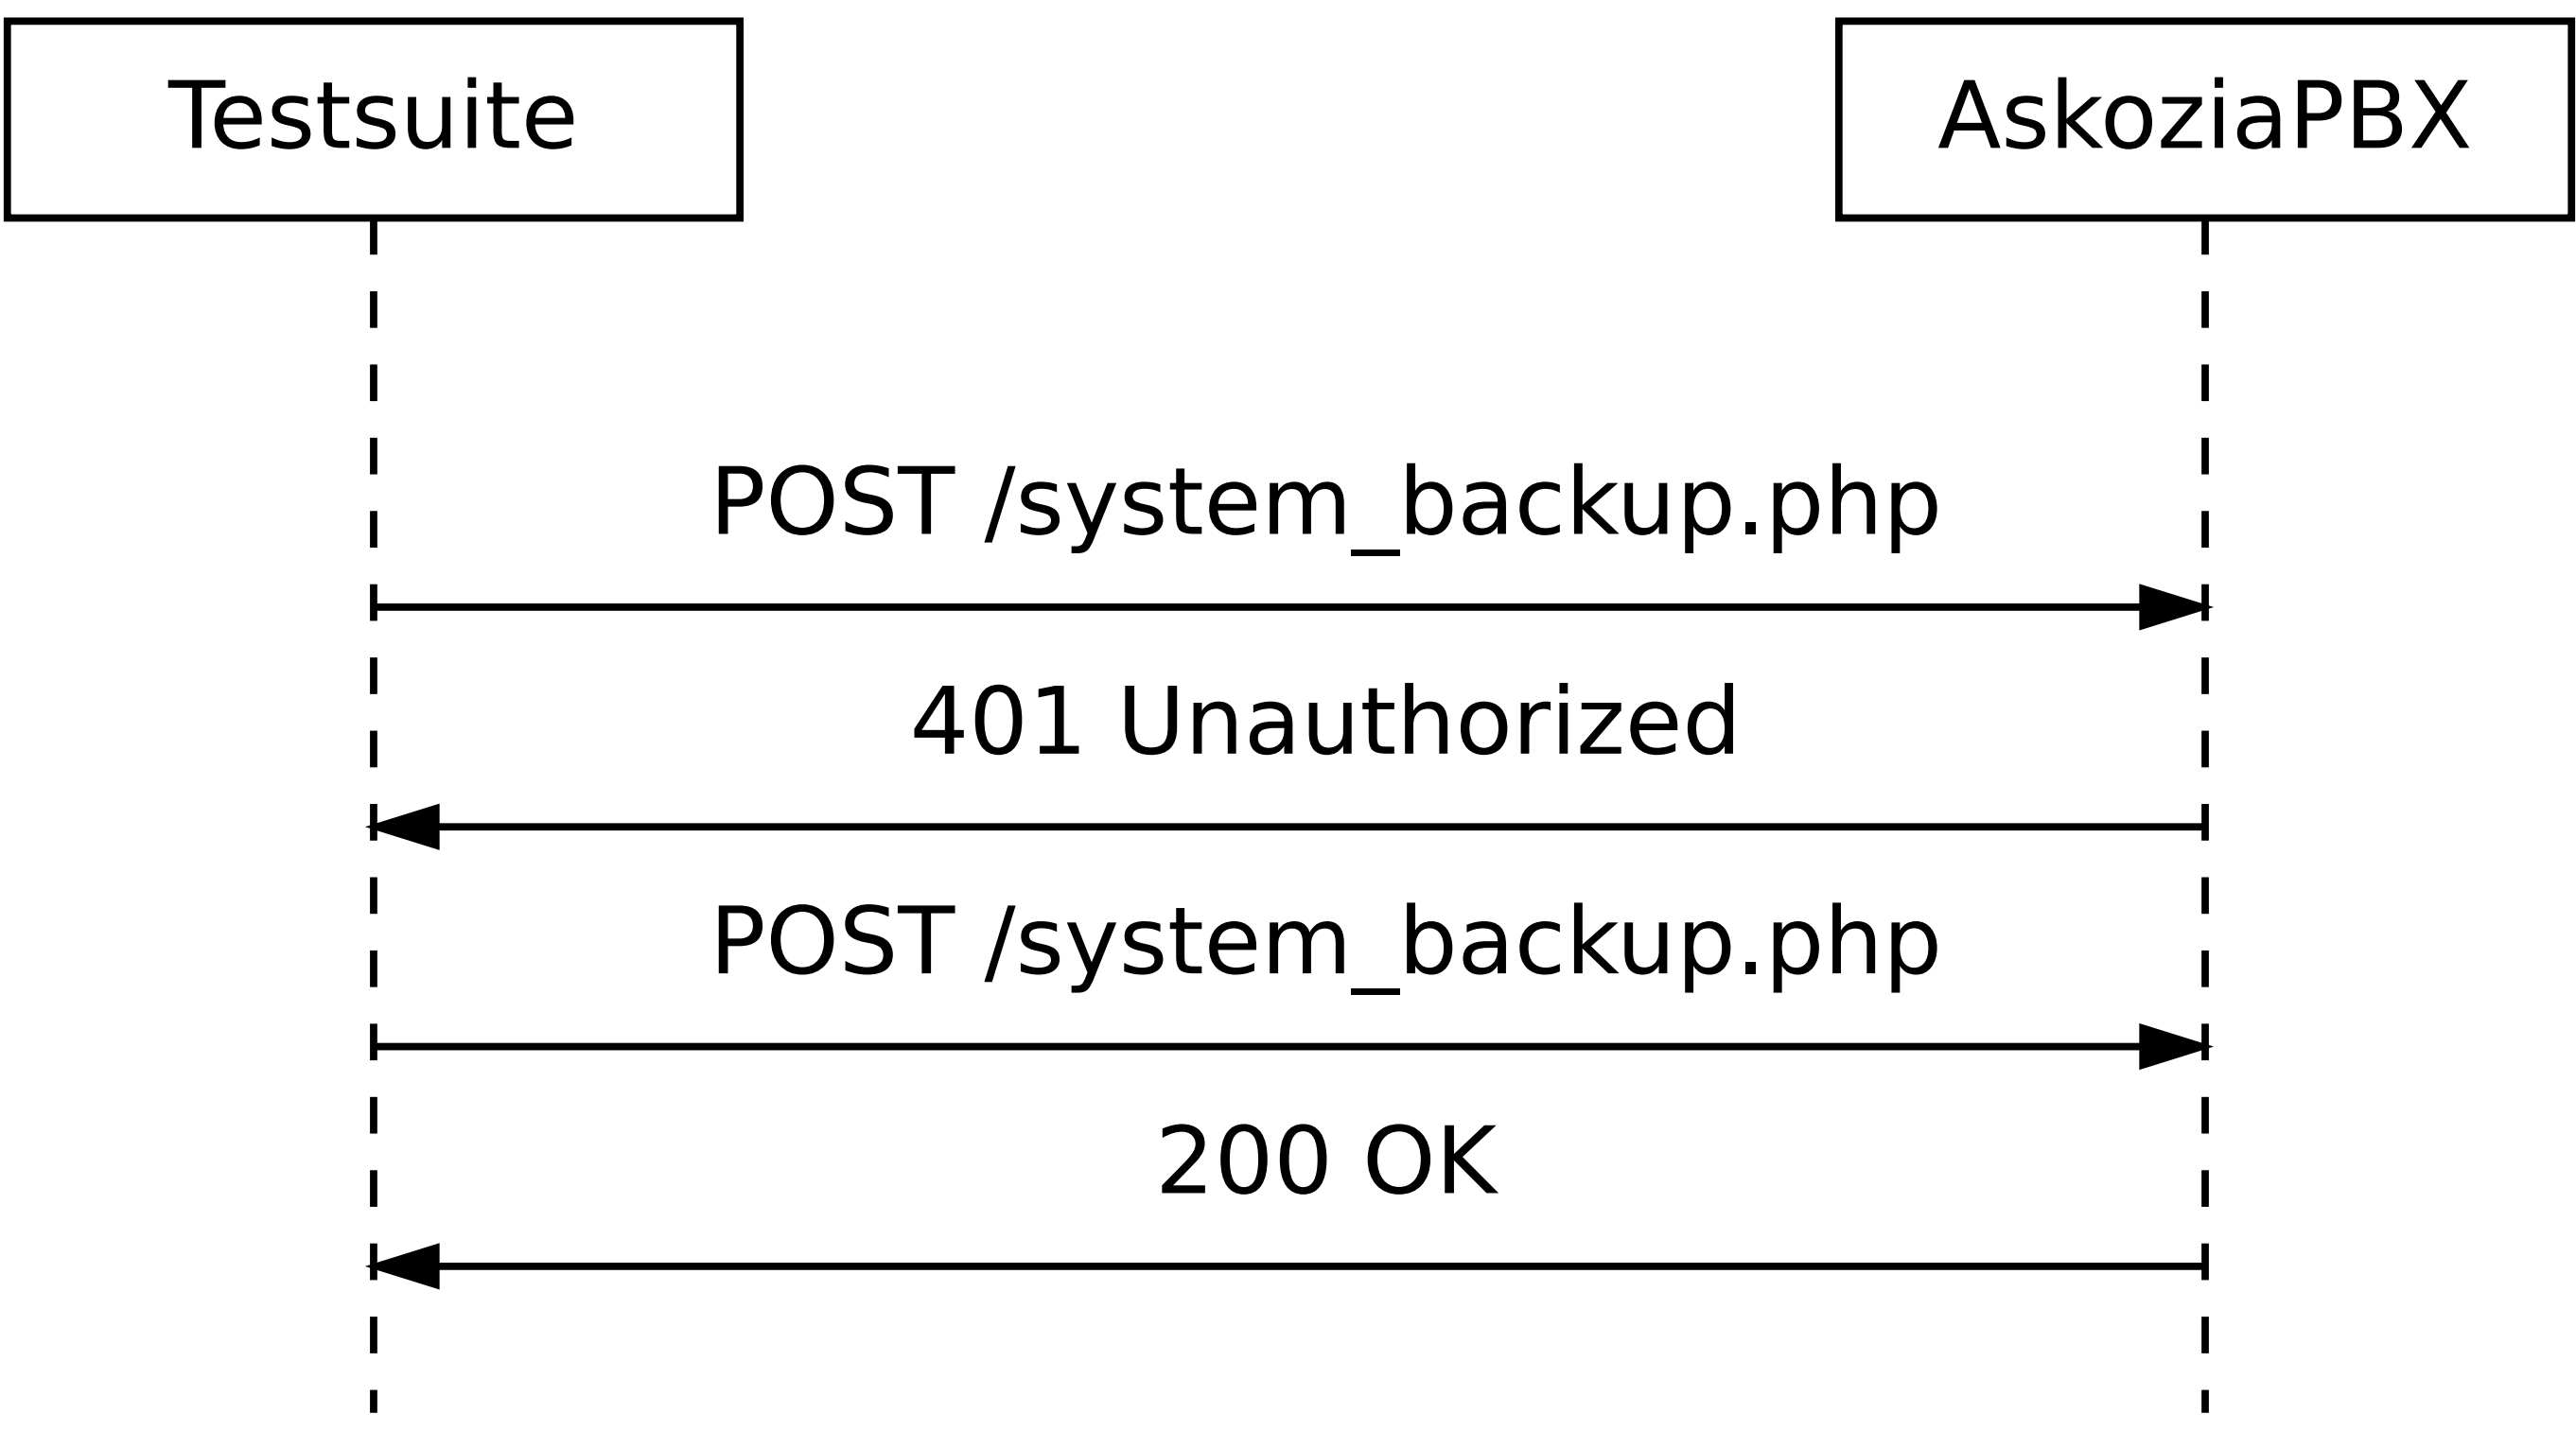 Testsuite
AskoziaPBX
POST /system_backup.php
401 Unauthorized
POST /system_backup.php
200 OK